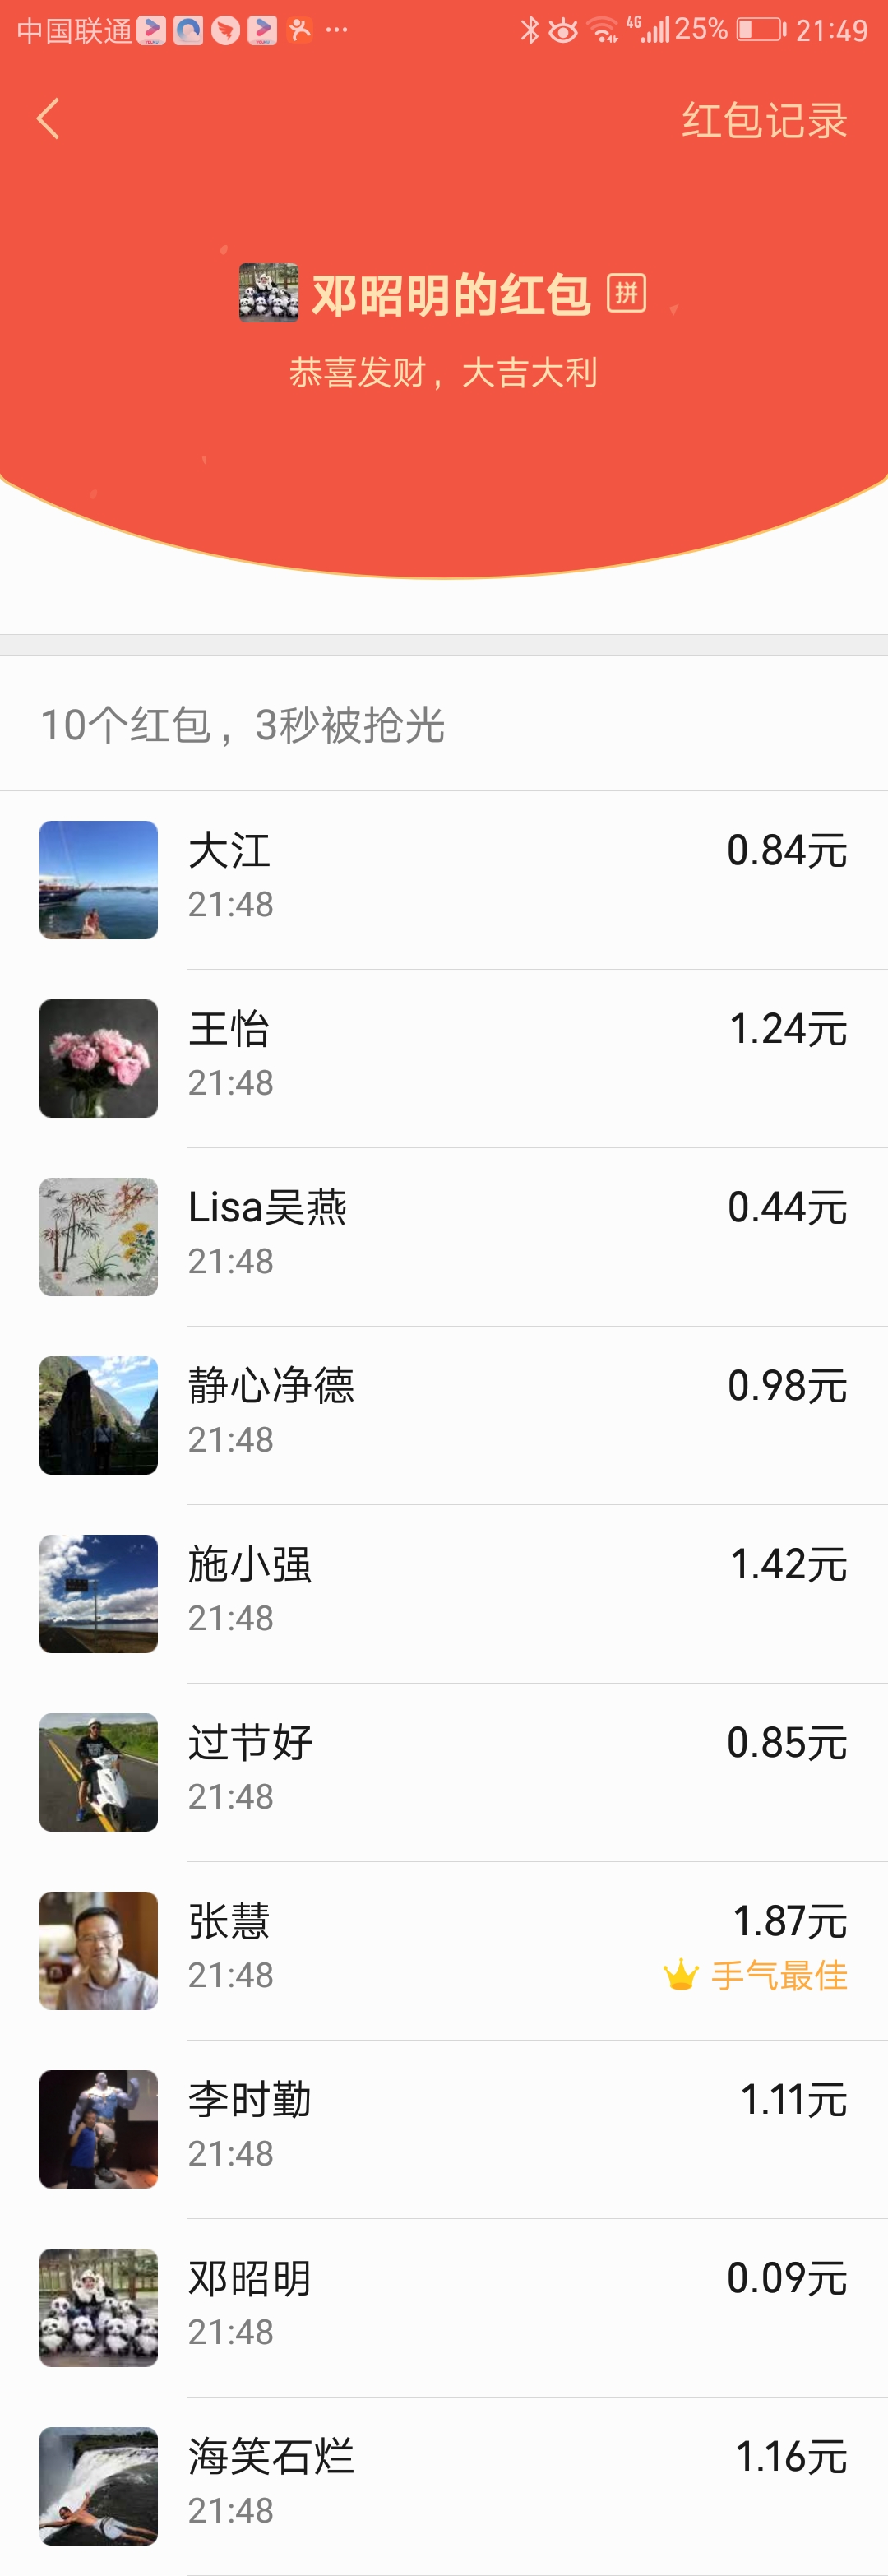 中国联通 ··· 4G 25% 21:49
红包记录
邓昭明的红包 拼
恭喜发财，大吉大利
10个红包，3秒被抢光
大江 0.84元
21:48
王怡 1.24元
21:48
Lisa吴燕 0.44元
21:48
静心净德 0.98元
21:48
施小强 1.42元
21:48
过节好 0.85元
21:48
张慧 1.87元
21:48 手气最佳
李时勤 1.11元
21:48
邓昭明 0.09元
21:48
海笑石烂 1.16元
21:48